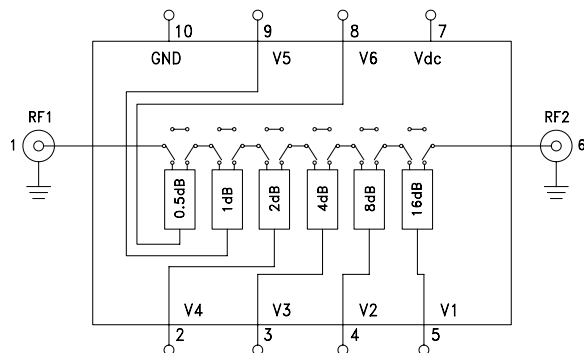 10 9 8 7
GND V5 V6 Vdc
RF1 RF2
1 6
0.5dB 1dB 2dB 4dB 8dB 16dB
V4 V3 V2 V1
2 3 4 5